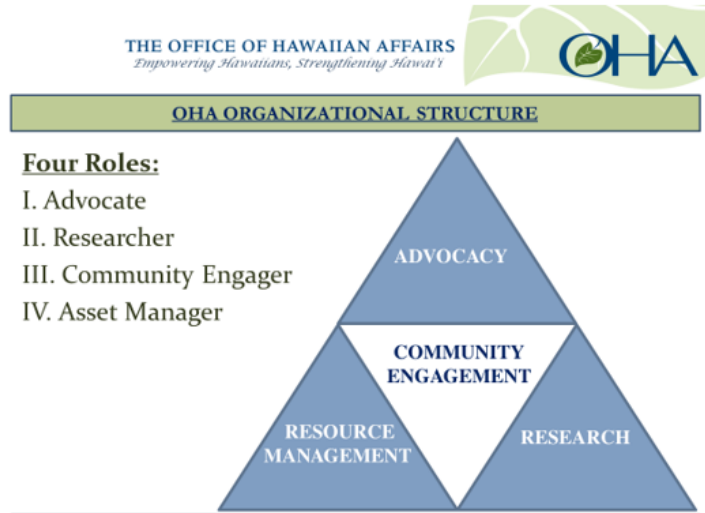 THE OFFICE OF HAWAIIAN AFFAIRS
Empowering Hawaiians, Strengthening Hawai'i
OHA
OHA ORGANIZATIONAL STRUCTURE
Four Roles:
I. Advocate
II. Researcher
III. Community Engager
IV. Asset Manager
ADVOCACY
COMMUNITY
ENGAGEMENT
RESOURCE
MANAGEMENT
RESEARCH